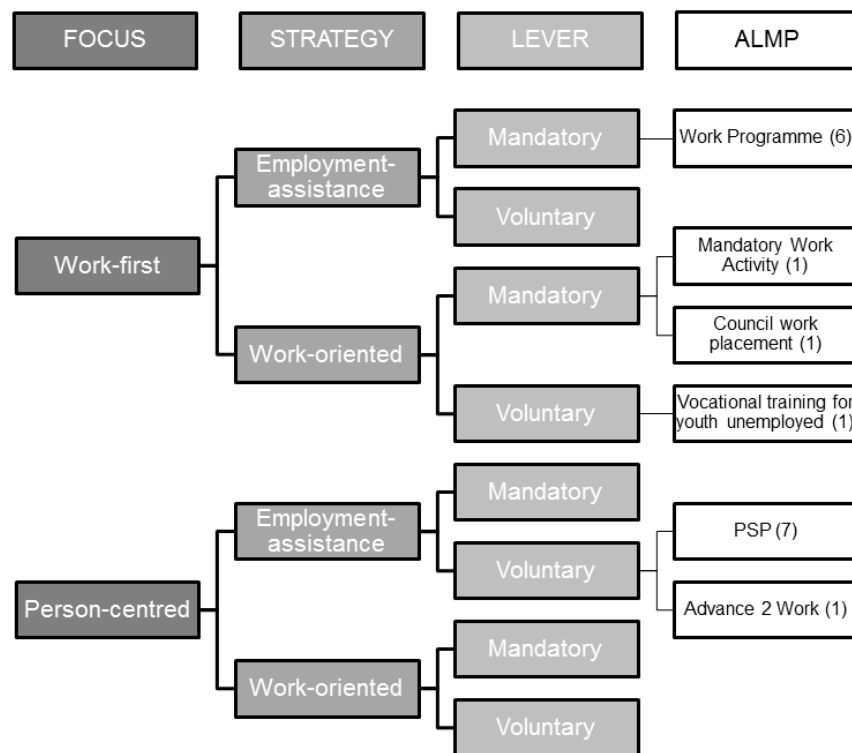 FOCUS
STRATEGY
LEVER
ALMP
Work-first
Employment-
assistance
Mandatory
Work Programme (6)
Voluntary
Work-oriented
Mandatory
Mandatory Work
Activity (1)
Council work
placement (1)
Voluntary
Vocational training for
youth unemployed (1)
Person-centred
Employment-
assistance
Mandatory
Voluntary
PSP (7)
Advance 2 Work (1)
Work-oriented
Mandatory
Voluntary